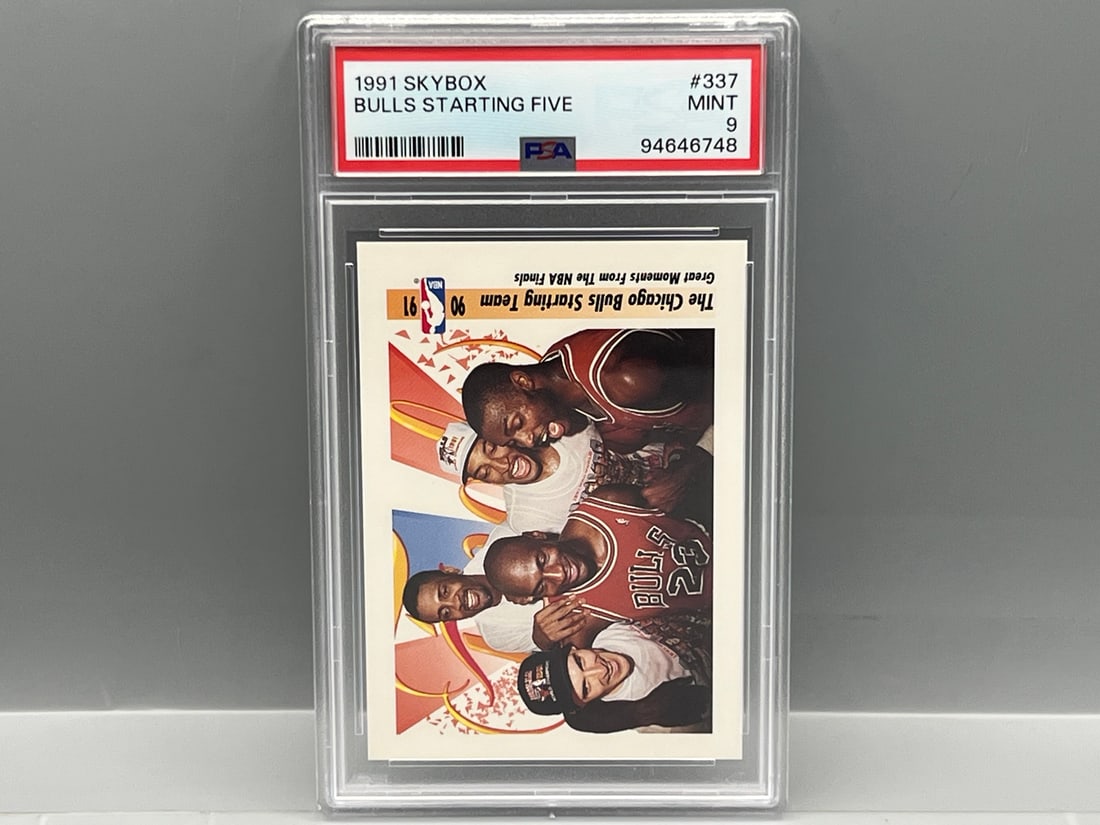 1991 SKYBOX #337
BULLS STARTING FIVE MINT
9
PSA 94646748
Great Moments From The NBA Finals
The Chicago Bulls Starting Team
90 NBA 91
BULLS
23